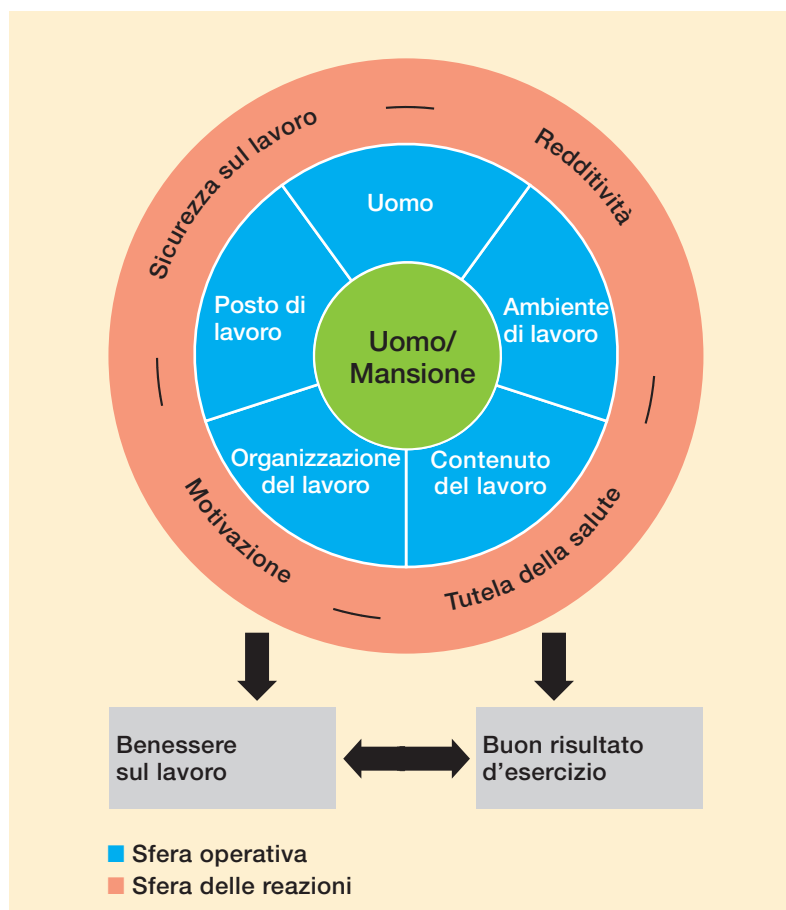 Sicurezza sul lavoro
Redditività
Uomo
Posto di
lavoro
Ambiente
di lavoro
Uomo/
Mansione
Organizzazione
del lavoro
Contenuto
del lavoro
Motivazione
Tutela della salute
Benessere
sul lavoro
Buon risultato
d’esercizio
Sfera operativa
Sfera delle reazioni